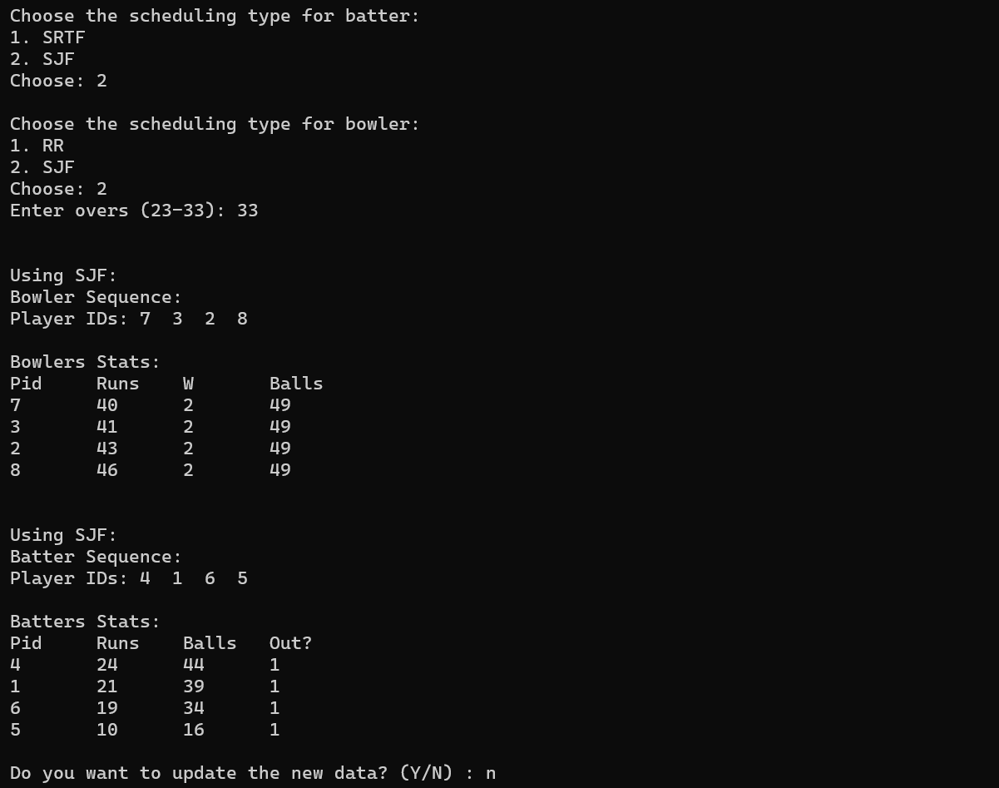 Choose the scheduling type for batter:
1. SRTF
2. SJF
Choose: 2
Choose the scheduling type for bowler:
1. RR
2. SJF
Choose: 2
Enter overs (23-33): 33
Using SJF:
Bowler Sequence:
Player IDs: 7  3  2  8
Bowlers Stats:
Pid     Runs    W       Balls
7       40      2       49
3       41      2       49
2       43      2       49
8       46      2       49
Using SJF:
Batter Sequence:
Player IDs: 4  1  6  5
Batters Stats:
Pid     Runs    Balls   Out?
4       24      44      1
1       21      39      1
6       19      34      1
5       10      16      1
Do you want to update the new data? (Y/N) : n